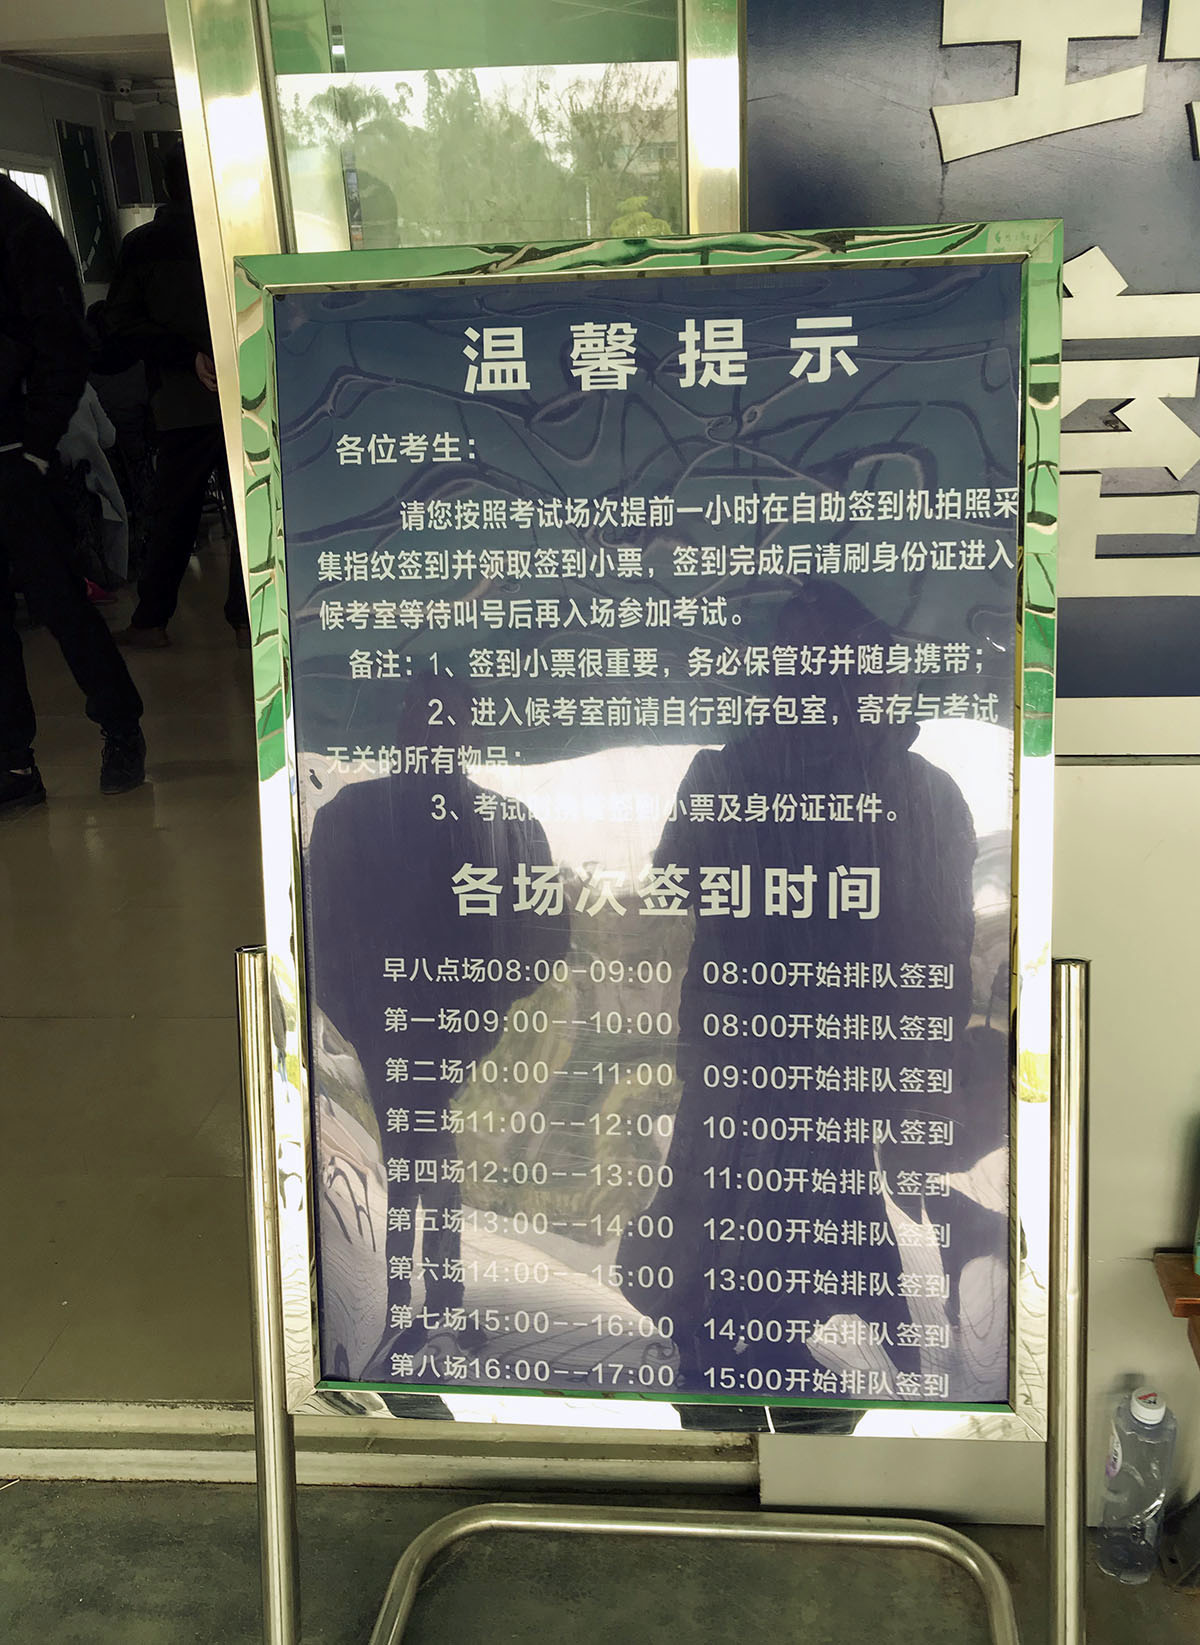 温馨提示
各位考生：
请您按照考试场次提前一小时在自助签到机拍照采
集指纹签到并领取签到小票，签到完成后请刷身份证进入
候考室等待叫号后再入场参加考试。
备注：1、签到小票很重要，务必保管好并随身携带；
2、进入候考室前请自行到存包室，寄存与考试
无关的所有物品；
3、考试时携带签到小票及身份证证件。
各场次签到时间
早八点场08:00-09:00 08:00开始排队签到
第一场09:00--10:00 08:00开始排队签到
第二场10:00--11:00 09:00开始排队签到
第三场11:00--12:00 10:00开始排队签到
第四场12:00--13:00 11:00开始排队签到
第五场13:00--14:00 12:00开始排队签到
第六场14:00--15:00 13:00开始排队签到
第七场15:00--16:00 14:00开始排队签到
第八场16:00--17:00 15:00开始排队签到